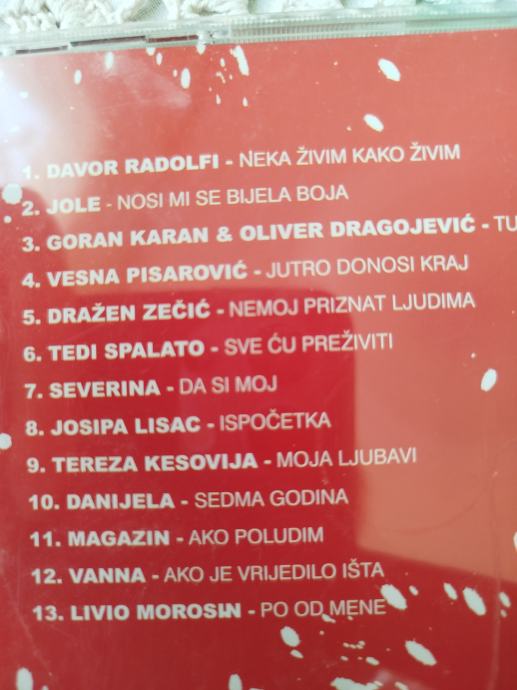 1. DAVOR RADOLFI - NEKA ŽIVIM KAKO ŽIVIM
2. JOLE - NOSI MI SE BIJELA BOJA
3. GORAN KARAN & OLIVER DRAGOJEVIĆ - TU
4. VESNA PISAROVIĆ - JUTRO DONOSI KRAJ
5. DRAŽEN ZEČIĆ - NEMOJ PRIZNAT LJUDIMA
6. TEDI SPALATO - SVE ĆU PREŽIVITI
7. SEVERINA - DA SI MOJ
8. JOSIPA LISAC - ISPOČETKA
9. TEREZA KESOVIJA - MOJA LJUBAVI
10. DANIJELA - SEDMA GODINA
11. MAGAZIN - AKO POLUDIM
12. VANNA - AKO JE VRIJEDILO IŠTA
13. LIVIO MOROSIN - PO OD MENE